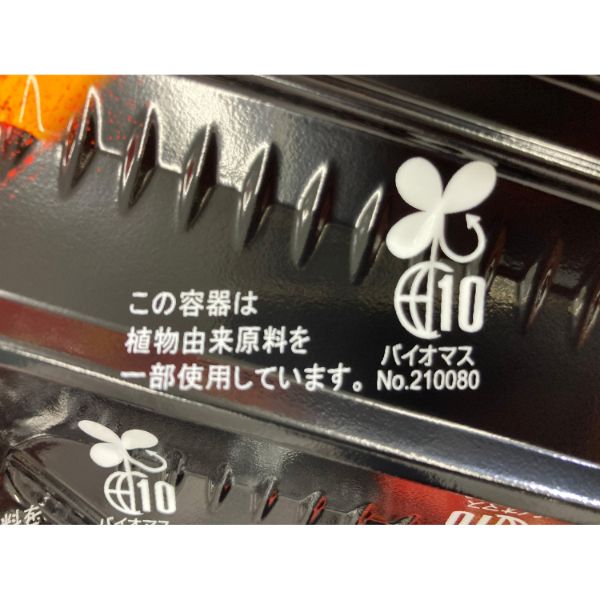 10
この容器は
植物由来原料を
一部使用しています。
バイオマス
No.210080
10
バイオマス
10